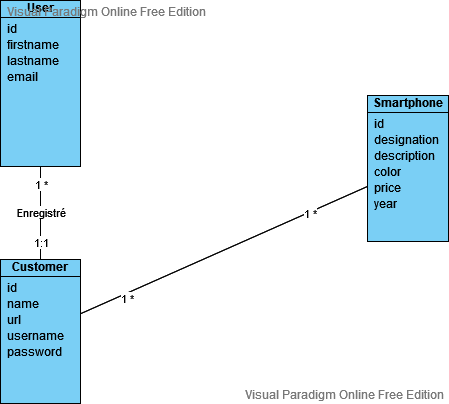 Visual Paradigm Online Free Edition
User
id
firstname
lastname
email
1 *
Enregistré
1:1
Customer
id
name
url
username
password
1 *
1 *
Smartphone
id
designation
description
color
price
year
Visual Paradigm Online Free Edition